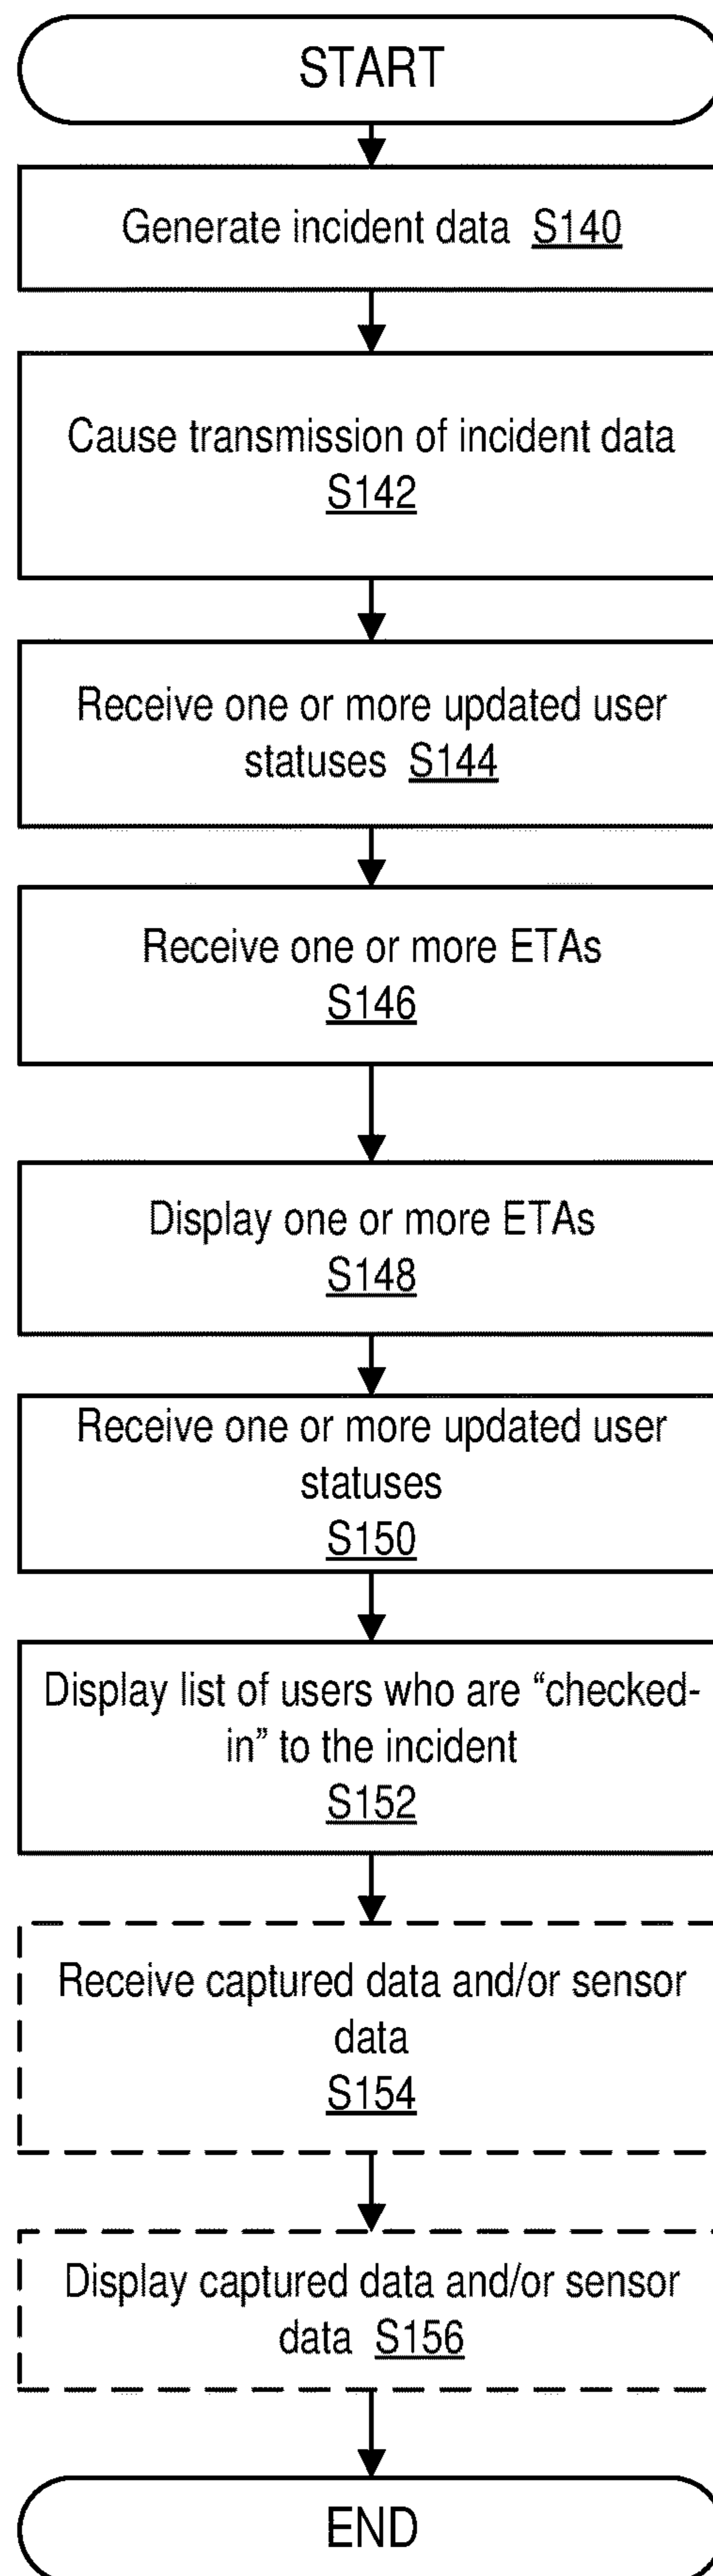 START
Generate incident data S140
Cause transmission of incident data
S142
Receive one or more updated user
statuses S144
Receive one or more ETAs
S146
Display one or more ETAs
S148
Receive one or more updated user
statuses
S150
Display list of users who are “checked-
in” to the incident
S152
Receive captured data and/or sensor
data
S154
Display captured data and/or sensor
data S156
END